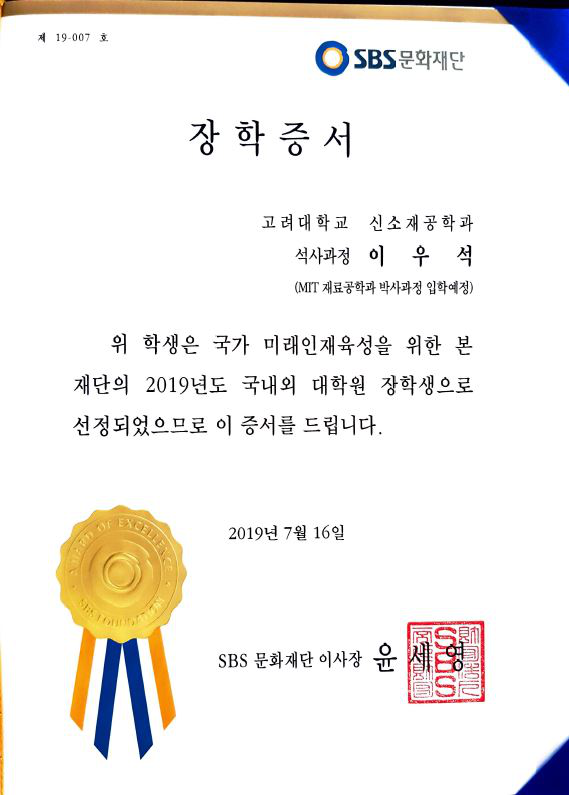 제 19-007 호
SBS 문화재단
장학증서
고려대학교 신소재공학과
석사과정 이우석
(MIT 재료공학과 박사과정 입학예정)
위 학생은 국가 미래인재육성을 위한 본
재단의 2019년도 국내외 대학원 장학생으로
선정되었으므로 이 증서를 드립니다.
2019년 7월 16일
AWARD OF EXCELLENCE
SBS FOUNDATION
SBS 문화재단 이사장 윤세영
SBS